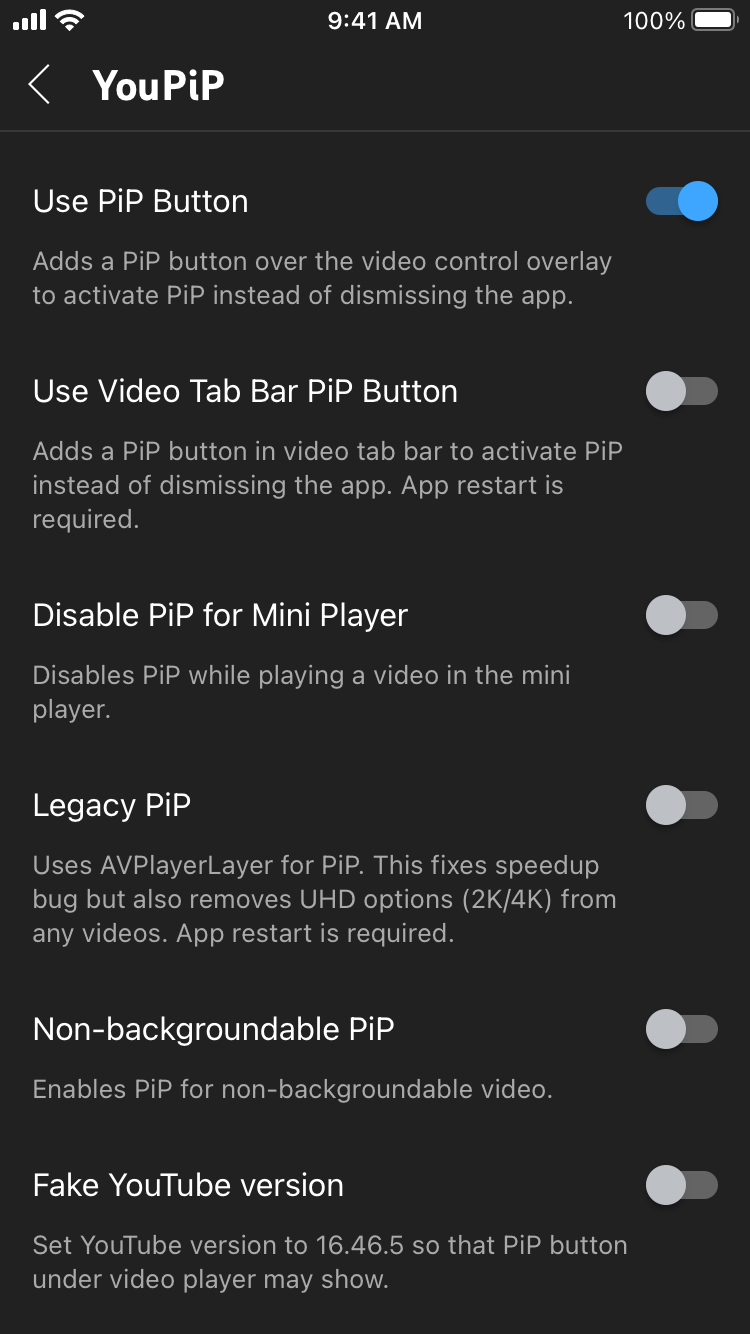 9:41 AM
100%
YouPiP
Use PiP Button
Adds a PiP button over the video control overlay
to activate PiP instead of dismissing the app.
Use Video Tab Bar PiP Button
Adds a PiP button in video tab bar to activate PiP
instead of dismissing the app. App restart is
required.
Disable PiP for Mini Player
Disables PiP while playing a video in the mini
player.
Legacy PiP
Uses AVPlayerLayer for PiP. This fixes speedup
bug but also removes UHD options (2K/4K) from
any videos. App restart is required.
Non-backgroundable PiP
Enables PiP for non-backgroundable video.
Fake YouTube version
Set YouTube version to 16.46.5 so that PiP button
under video player may show.